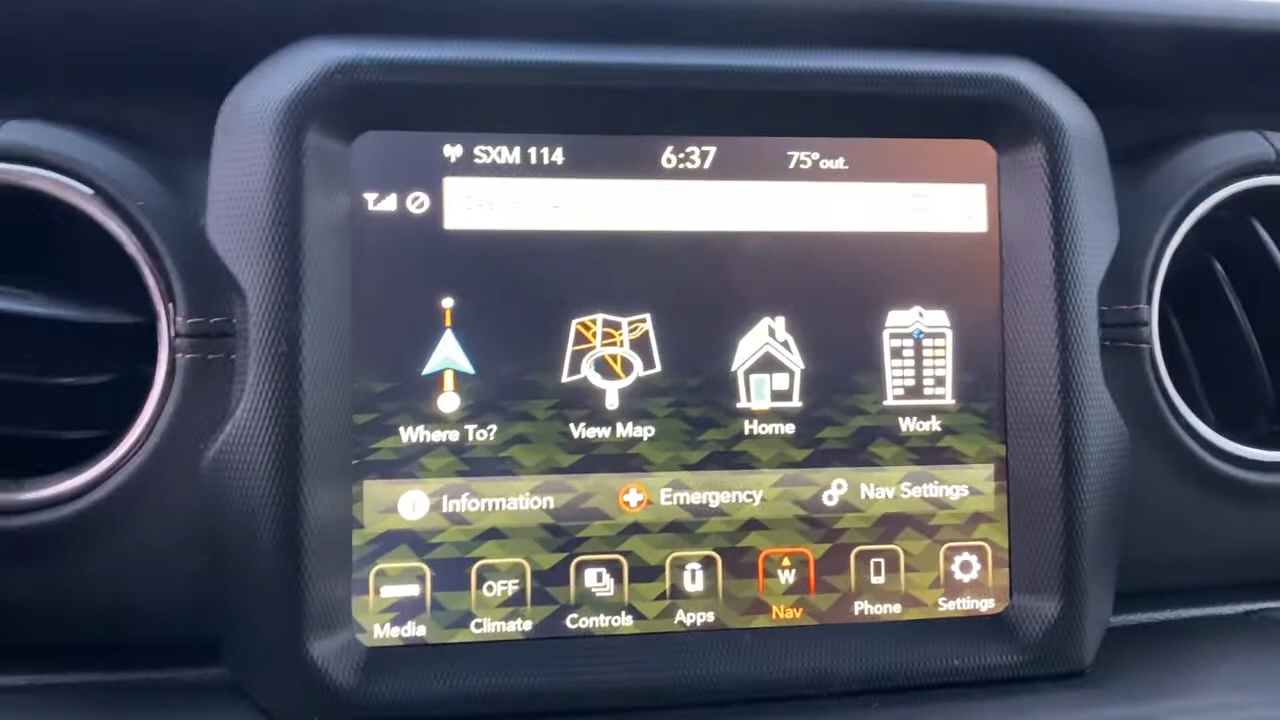 SXM 114 6:37 75° out.
Where To? View Map Home Work
Information Emergency Nav Settings
OFF W
Media Climate Controls Apps Nav Phone Settings